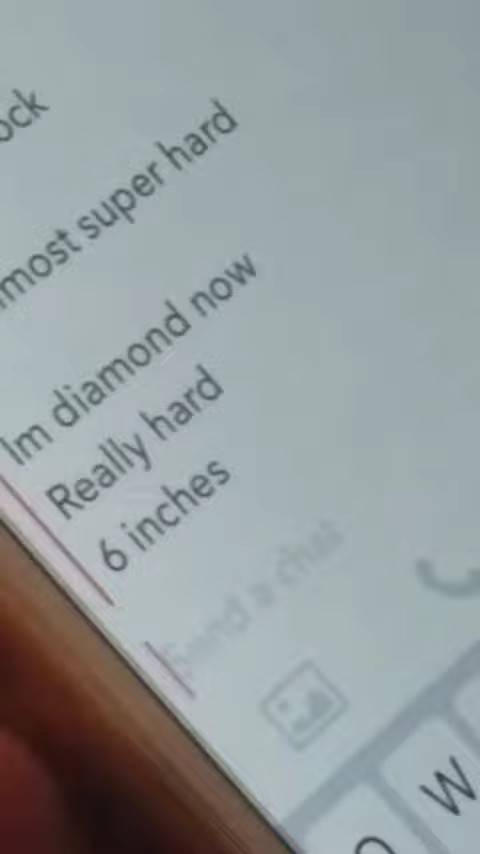 ock
most super hard
Im diamond now
Really hard
6 inches
Send a chat
W